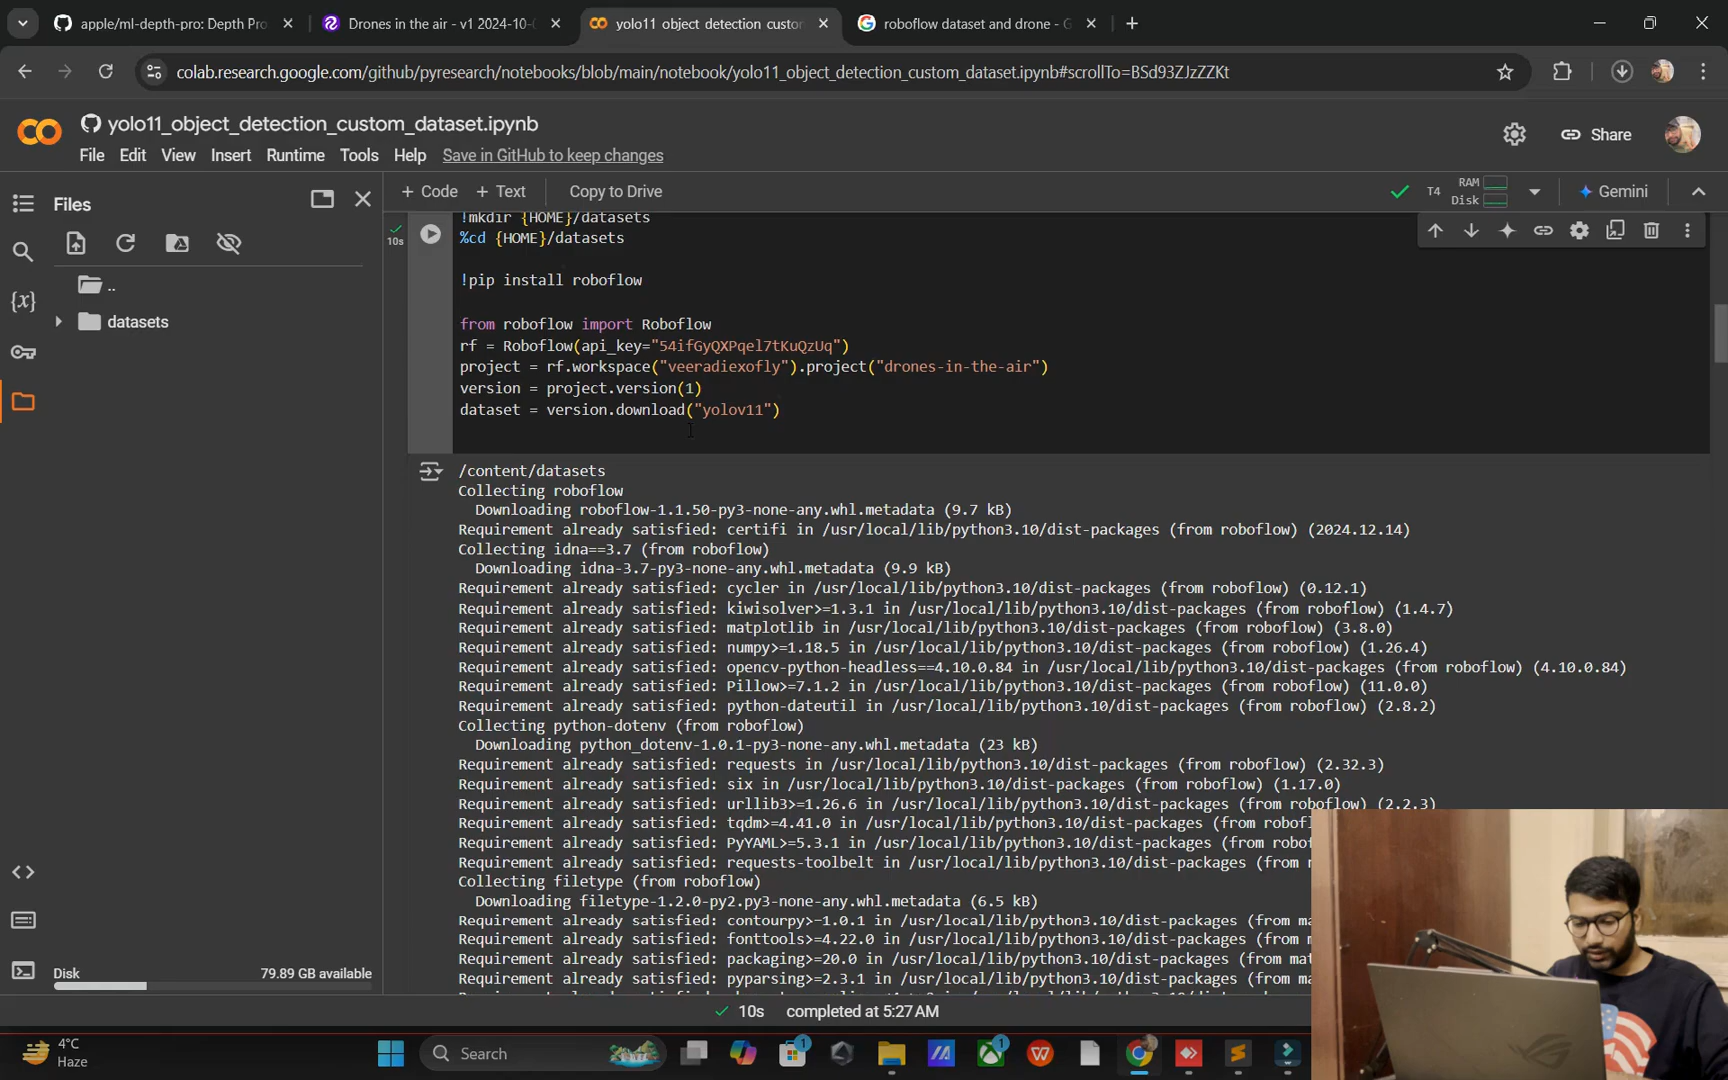 apple/ml-depth-pro: Depth Pro
Drones in the air - v1 2024-10-
yolo11 object detection custom
roboflow dataset and drone - G
colab.research.google.com/github/pyresearch/notebooks/blob/main/notebook/yolo11_object_detection_custom_dataset.ipynb#scrollTo=BSd93ZJzZZKt
CO
yolo11_object_detection_custom_dataset.ipynb
Share
File Edit View Insert Runtime Tools Help Save in GitHub to keep changes
Files
+ Code + Text Copy to Drive
T4
RAM
Disk
Gemini
..
datasets
{x}
10s
!mkdir {HOME}/datasets
%cd {HOME}/datasets
!pip install roboflow
from roboflow import Roboflow
rf = Roboflow(api_key="54ifGyQXPqel7tKuQzUq")
project = rf.workspace("veeradiexofly").project("drones-in-the-air")
version = project.version(1)
dataset = version.download("yolov11")
/content/datasets
Collecting roboflow
Downloading roboflow-1.1.50-py3-none-any.whl.metadata (9.7 kB)
Requirement already satisfied: certifi in /usr/local/lib/python3.10/dist-packages (from roboflow) (2024.12.14)
Collecting idna==3.7 (from roboflow)
Downloading idna-3.7-py3-none-any.whl.metadata (9.9 kB)
Requirement already satisfied: cycler in /usr/local/lib/python3.10/dist-packages (from roboflow) (0.12.1)
Requirement already satisfied: kiwisolver>=1.3.1 in /usr/local/lib/python3.10/dist-packages (from roboflow) (1.4.7)
Requirement already satisfied: matplotlib in /usr/local/lib/python3.10/dist-packages (from roboflow) (3.8.0)
Requirement already satisfied: numpy>=1.18.5 in /usr/local/lib/python3.10/dist-packages (from roboflow) (1.26.4)
Requirement already satisfied: opencv-python-headless==4.10.0.84 in /usr/local/lib/python3.10/dist-packages (from roboflow) (4.10.0.84)
Requirement already satisfied: Pillow>=7.1.2 in /usr/local/lib/python3.10/dist-packages (from roboflow) (11.0.0)
Requirement already satisfied: python-dateutil in /usr/local/lib/python3.10/dist-packages (from roboflow) (2.8.2)
Collecting python-dotenv (from roboflow)
Downloading python_dotenv-1.0.1-py3-none-any.whl.metadata (23 kB)
Requirement already satisfied: requests in /usr/local/lib/python3.10/dist-packages (from roboflow) (2.32.3)
Requirement already satisfied: six in /usr/local/lib/python3.10/dist-packages (from roboflow) (1.17.0)
Requirement already satisfied: urllib3>=1.26.6 in /usr/local/lib/python3.10/dist-packages (from roboflow) (2.2.3)
Requirement already satisfied: tqdm>=4.41.0 in /usr/local/lib/python3.10/dist-packages (from robof
Requirement already satisfied: PyYAML>=5.3.1 in /usr/local/lib/python3.10/dist-packages (from robo
Requirement already satisfied: requests-toolbelt in /usr/local/lib/python3.10/dist-packages (from
Collecting filetype (from roboflow)
Downloading filetype-1.2.0-py2.py3-none-any.whl.metadata (6.5 kB)
Requirement already satisfied: contourpy>=1.0.1 in /usr/local/lib/python3.10/dist-packages (from ma
Requirement already satisfied: fonttools>=4.22.0 in /usr/local/lib/python3.10/dist-packages (from m
Requirement already satisfied: packaging>=20.0 in /usr/local/lib/python3.10/dist-packages (from mat
Requirement already satisfied: pyparsing>=2.3.1 in /usr/local/lib/python3.10/dist-packages (from ma
Disk 79.89 GB available
10s completed at 5:27 AM
4°C
Haze
Search
1
1